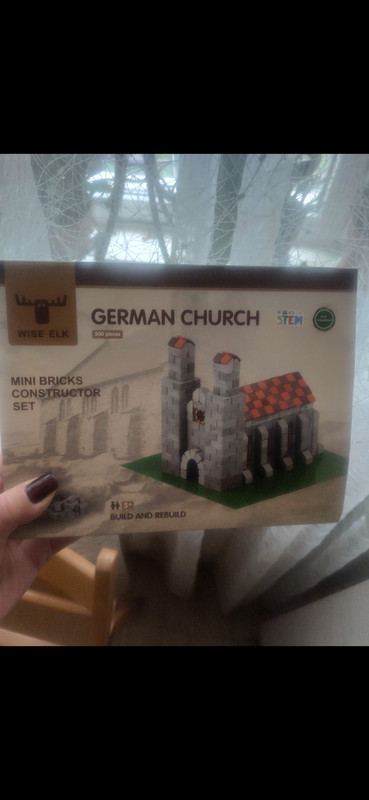 WISE ELK
GERMAN CHURCH
STEM
MINI BRICKS
CONSTRUCTOR
SET
BUILD AND REBUILD